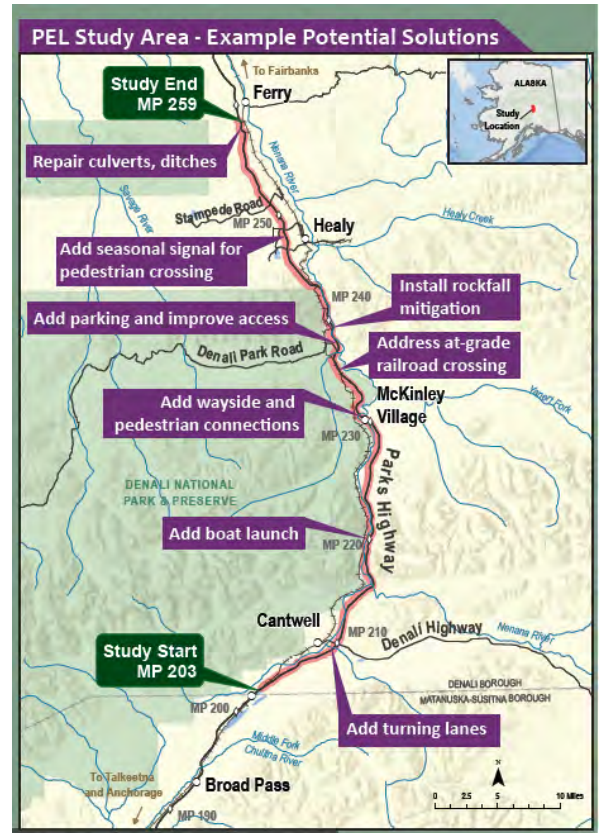 PEL Study Area - Example Potential Solutions
To Fairbanks
Study End
MP 259
Ferry
ALASKA
Study
Location
Repair culverts, ditches
Nenana River
Savage River
Stampede Road
MP 250
Healy
Healy Creek
Add seasonal signal for
pedestrian crossing
MP 240
Install rockfall
mitigation
Add parking and improve access
Denali Park Road
Address at-grade
railroad crossing
McKinley
Village
Yanert Fork
Add wayside and
pedestrian connections
MP 230
Parks Highway
DENALI NATIONAL
PARK & PRESERVE
Add boat launch
MP 220
Cantwell
MP 210
Denali Highway
Nenana River
Study Start
MP 203
DENALI BOROUGH
MATANUSKA-SUSITNA BOROUGH
MP 200
Add turning lanes
Middle Fork
Chulitna River
To Talkeetna
and Anchorage
Broad Pass
MP 190
N
0 2.5 5 10 Miles